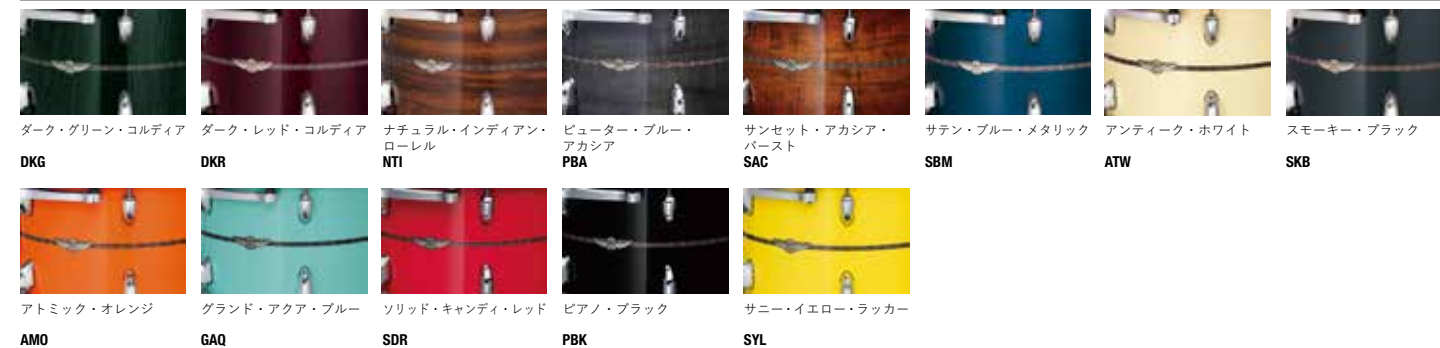 ダーク・グリーン・コルディア
DKG
ダーク・レッド・コルディア
DKR
ナチュラル・インディアン・
ローレル
NTI
ピューター・ブルー・
アカシア
PBA
サンセット・アカシア・
バースト
SAC
サテン・ブルー・メタリック
SBM
アンティーク・ホワイト
ATW
スモーキー・ブラック
SKB
アトミック・オレンジ
AMO
グランド・アクア・ブルー
GAQ
ソリッド・キャンディ・レッド
SDR
ピアノ・ブラック
PBK
サニー・イエロー・ラッカー
SYL